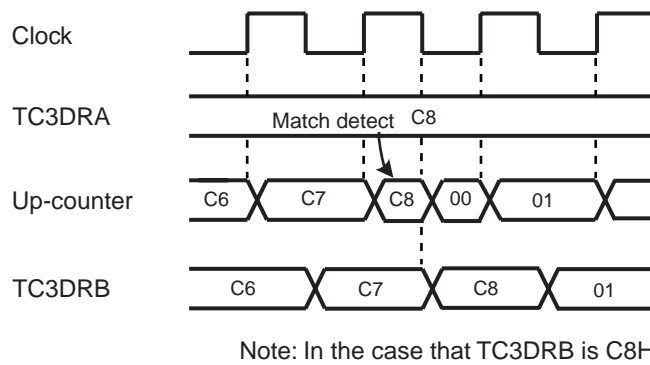 Clock
TC3DRA
Match detect C8
Up-counter
C6 C7 C8 00 01
TC3DRB
C6 C7 C8 01
Note: In the case that TC3DRB is C8H